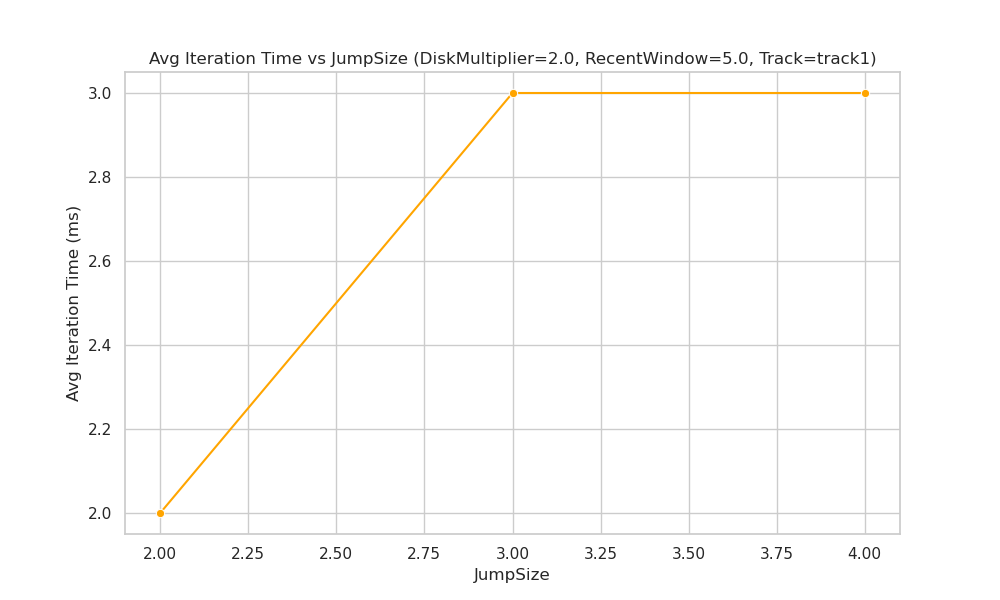 Avg Iteration Time vs JumpSize (DiskMultiplier=2.0, RecentWindow=5.0, Track=track1)
Avg Iteration Time (ms)
3.0
2.8
2.6
2.4
2.2
2.0
2.00 2.25 2.50 2.75 3.00 3.25 3.50 3.75 4.00
JumpSize